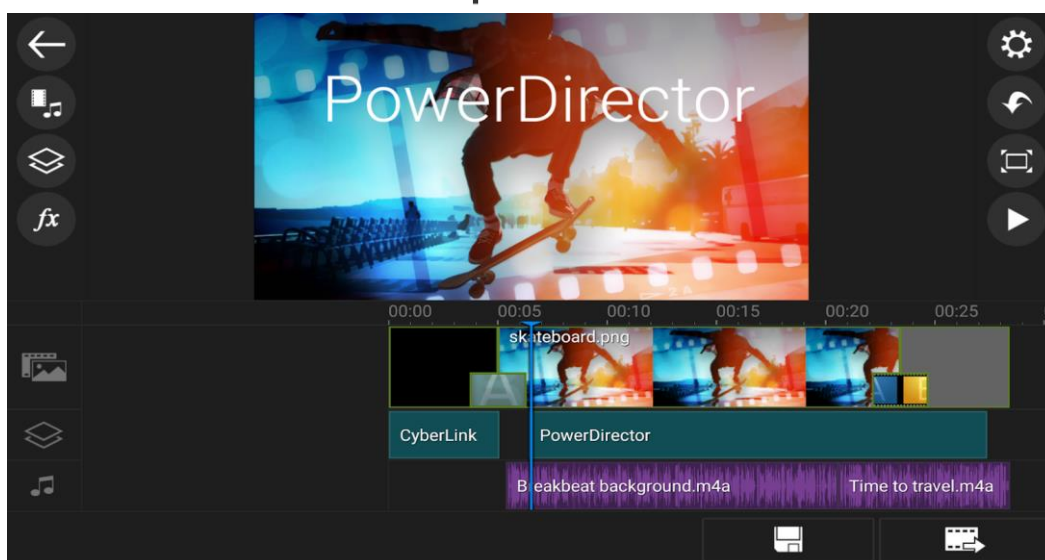 PowerDirector
fx
00:00 00:05 00:10 00:15 00:20 00:25
skateboard.png
A
CyberLink PowerDirector
Breakbeat background.m4a Time to travel.m4a